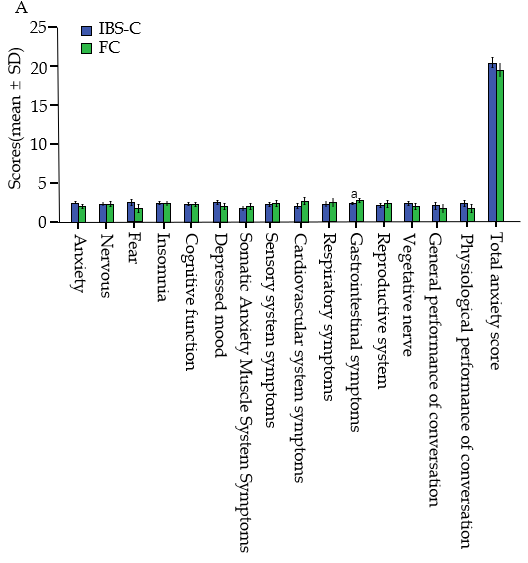 A
IBS-C
FC
Scores(mean ± SD)
25
20
15
10
5
0
a
Anxiety
Nervous
Fear
Insomnia
Cognitive function
Depressed mood
Somatic Anxiety Muscle System Symptoms
Sensory system symptoms
Cardiovascular system symptoms
Respiratory symptoms
Gastrointestinal symptoms
Reproductive system
Vegetative nerve
General performance of conversation
Physiological performance of conversation
Total anxiety score